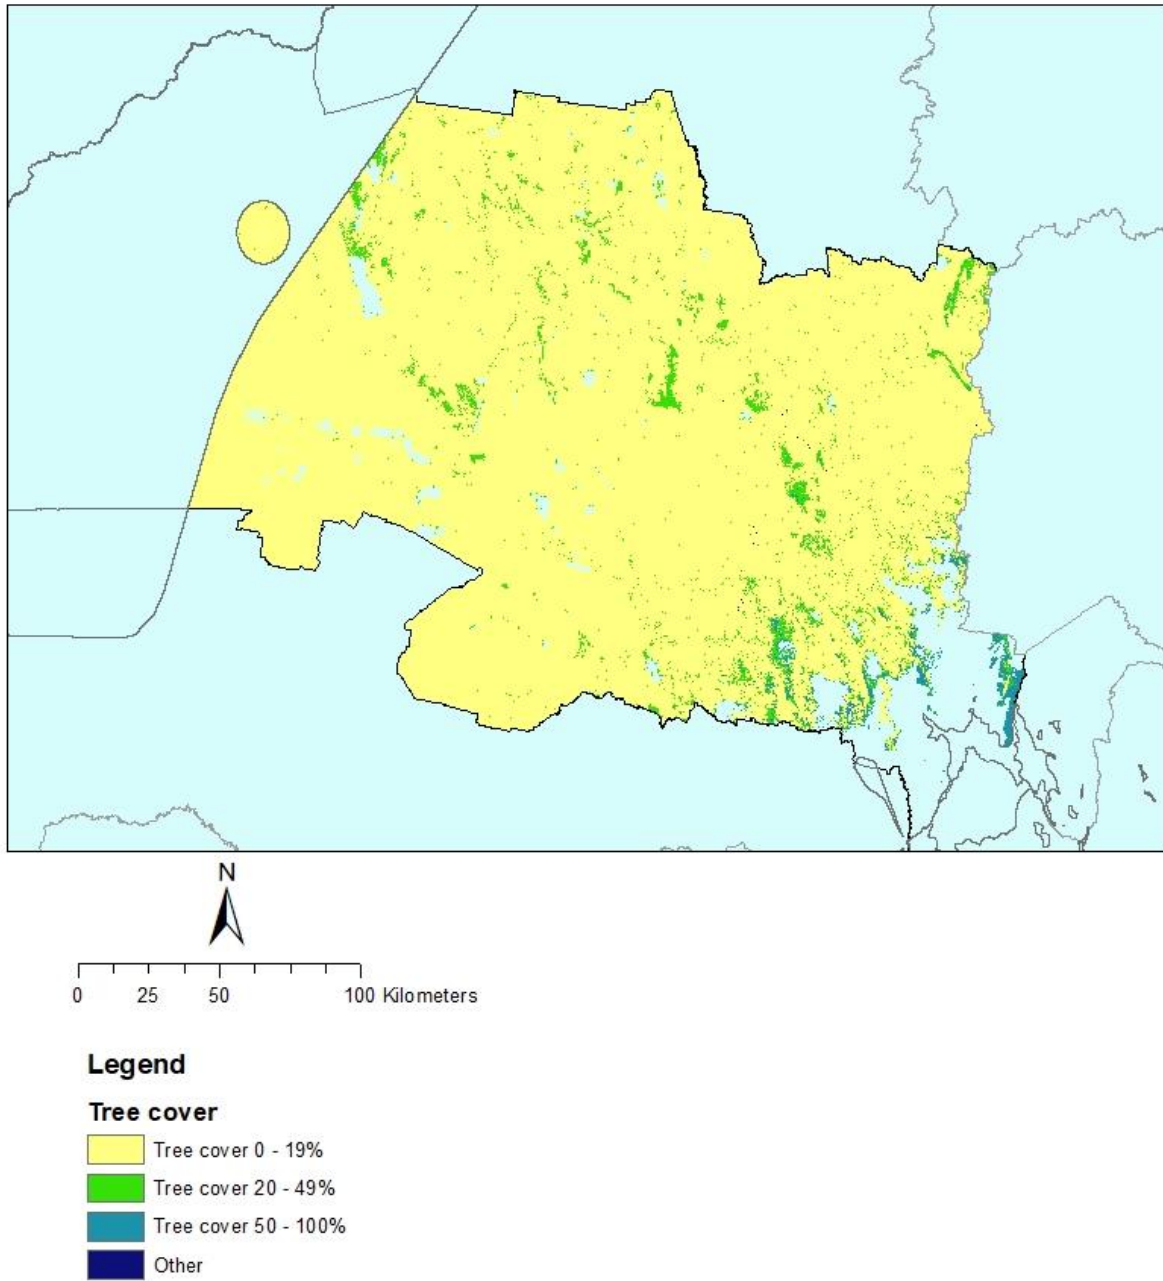 N
0 25 50 100 Kilometers
Legend
Tree cover
Tree cover 0 - 19%
Tree cover 20 - 49%
Tree cover 50 - 100%
Other